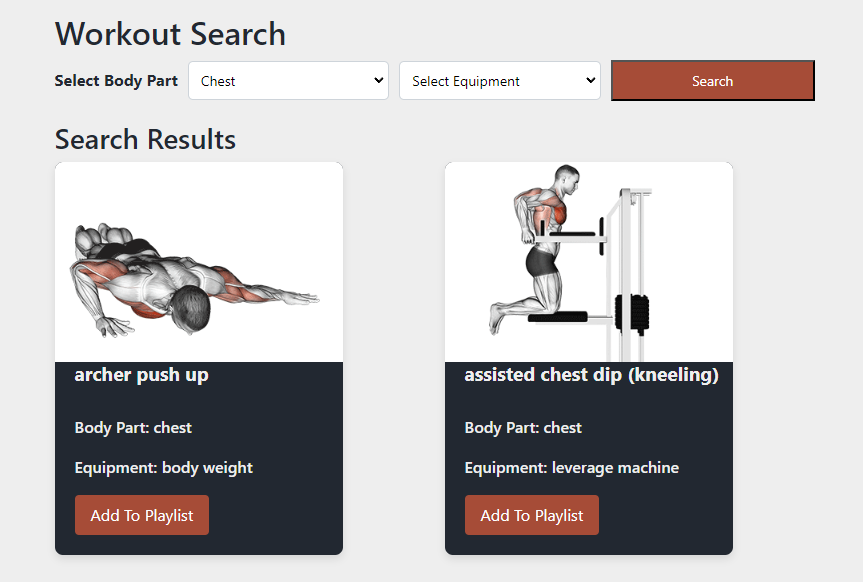 Workout Search
Select Body Part Chest Select Equipment Search
Search Results
archer push up
Body Part: chest
Equipment: body weight
Add To Playlist
assisted chest dip (kneeling)
Body Part: chest
Equipment: leverage machine
Add To Playlist